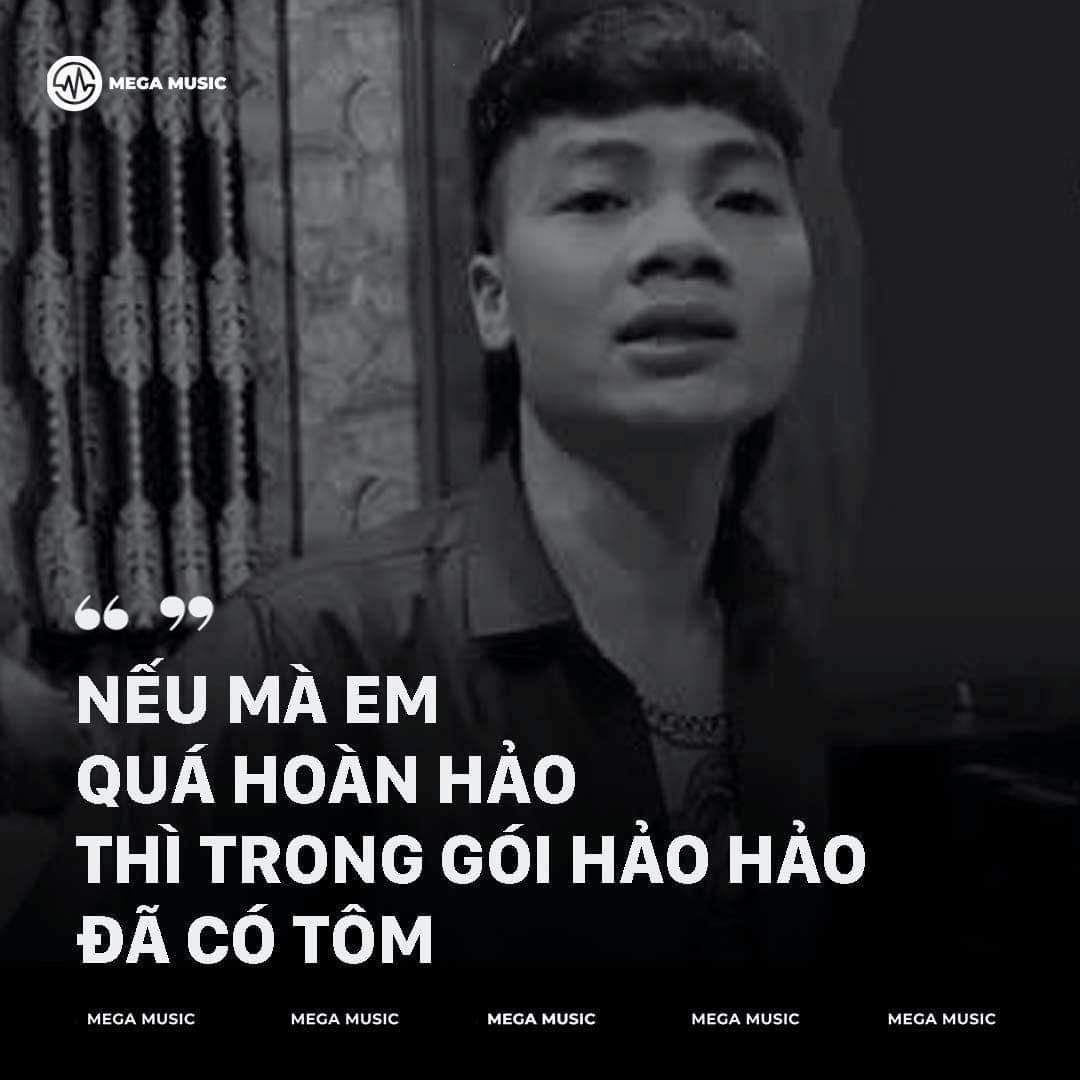 MEGA MUSIC
“ ”
NẾU MÀ EM
QUÁ HOÀN HẢO
THÌ TRONG GÓI HẢO HẢO
ĐÃ CÓ TÔM
MEGA MUSIC MEGA MUSIC MEGA MUSIC MEGA MUSIC MEGA MUSIC